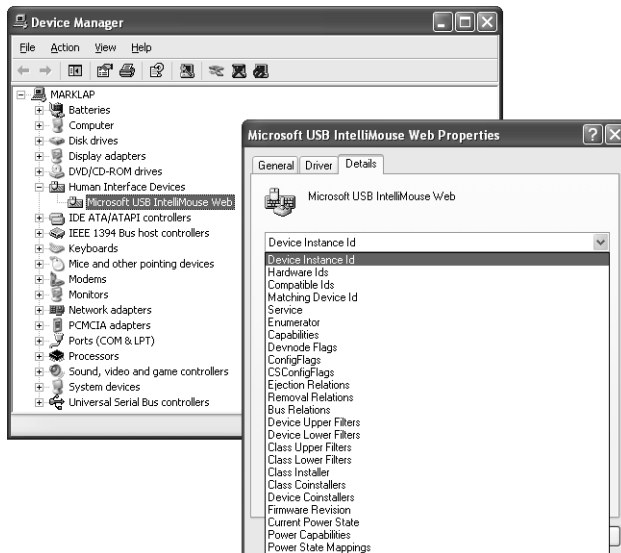 Device Manager
File Action View Help
MARKLAP
Batteries
Computer
Disk drives
Display adapters
DVD/CD-ROM drives
Human Interface Devices
Microsoft USB IntelliMouse Web
IDE ATA/ATAPI controllers
IEEE 1394 Bus host controllers
Keyboards
Mice and other pointing devices
Modems
Monitors
Network adapters
PCMCIA adapters
Ports (COM & LPT)
Processors
Sound, video and game controllers
System devices
Universal Serial Bus controllers
Microsoft USB IntelliMouse Web Properties
General Driver Details
Microsoft USB IntelliMouse Web
Device Instance Id
Device Instance Id
Hardware Ids
Compatible Ids
Matching Device Id
Service
Enumerator
Capabilities
Devnode Flags
ConfigFlags
CSConfigFlags
Ejection Relations
Removal Relations
Bus Relations
Device Upper Filters
Device Lower Filters
Class Upper Filters
Class Lower Filters
Class Installer
Class Coinstallers
Device Coinstallers
Firmware Revision
Current Power State
Power Capabilities
Power State Mappings